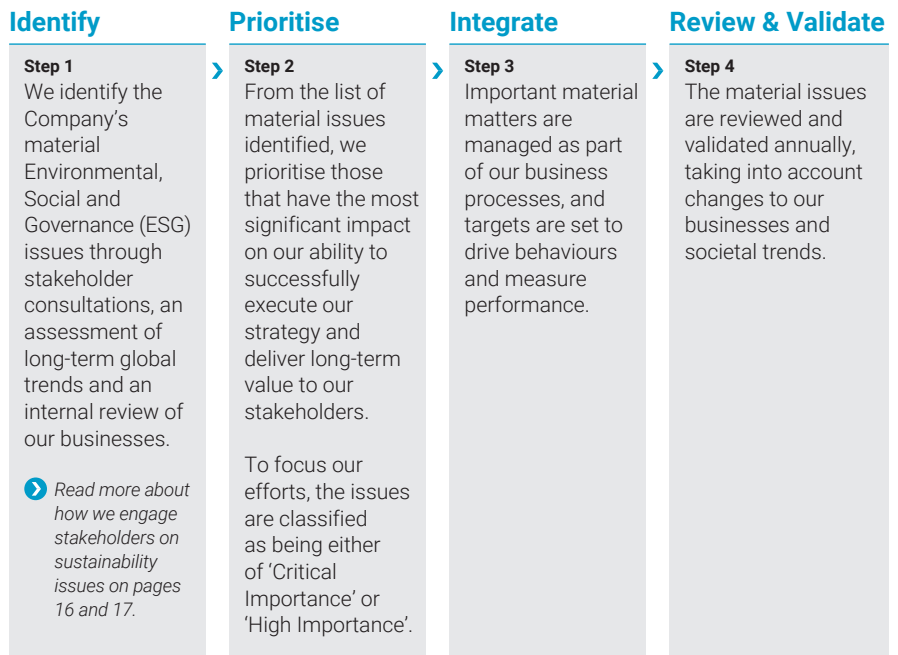 Identify
Step 1
We identify the
Company's
material
Environmental,
Social and
Governance (ESG)
issues through
stakeholder
consultations, an
assessment of
long-term global
trends and an
internal review of
our businesses.
Read more about
how we engage
stakeholders on
sustainability
issues on pages
16 and 17.
Prioritise
Step 2
From the list of
material issues
identified, we
prioritise those
that have the most
significant impact
on our ability to
successfully
execute our
strategy and
deliver long-term
value to our
stakeholders.
To focus our
efforts, the issues
are classified
as being either
of ‘Critical
Importance’ or
‘High Importance’.
Integrate
Step 3
Important material
matters are
managed as part
of our business
processes, and
targets are set to
drive behaviours
and measure
performance.
Review & Validate
Step 4
The material issues
are reviewed and
validated annually,
taking into account
changes to our
businesses and
societal trends.